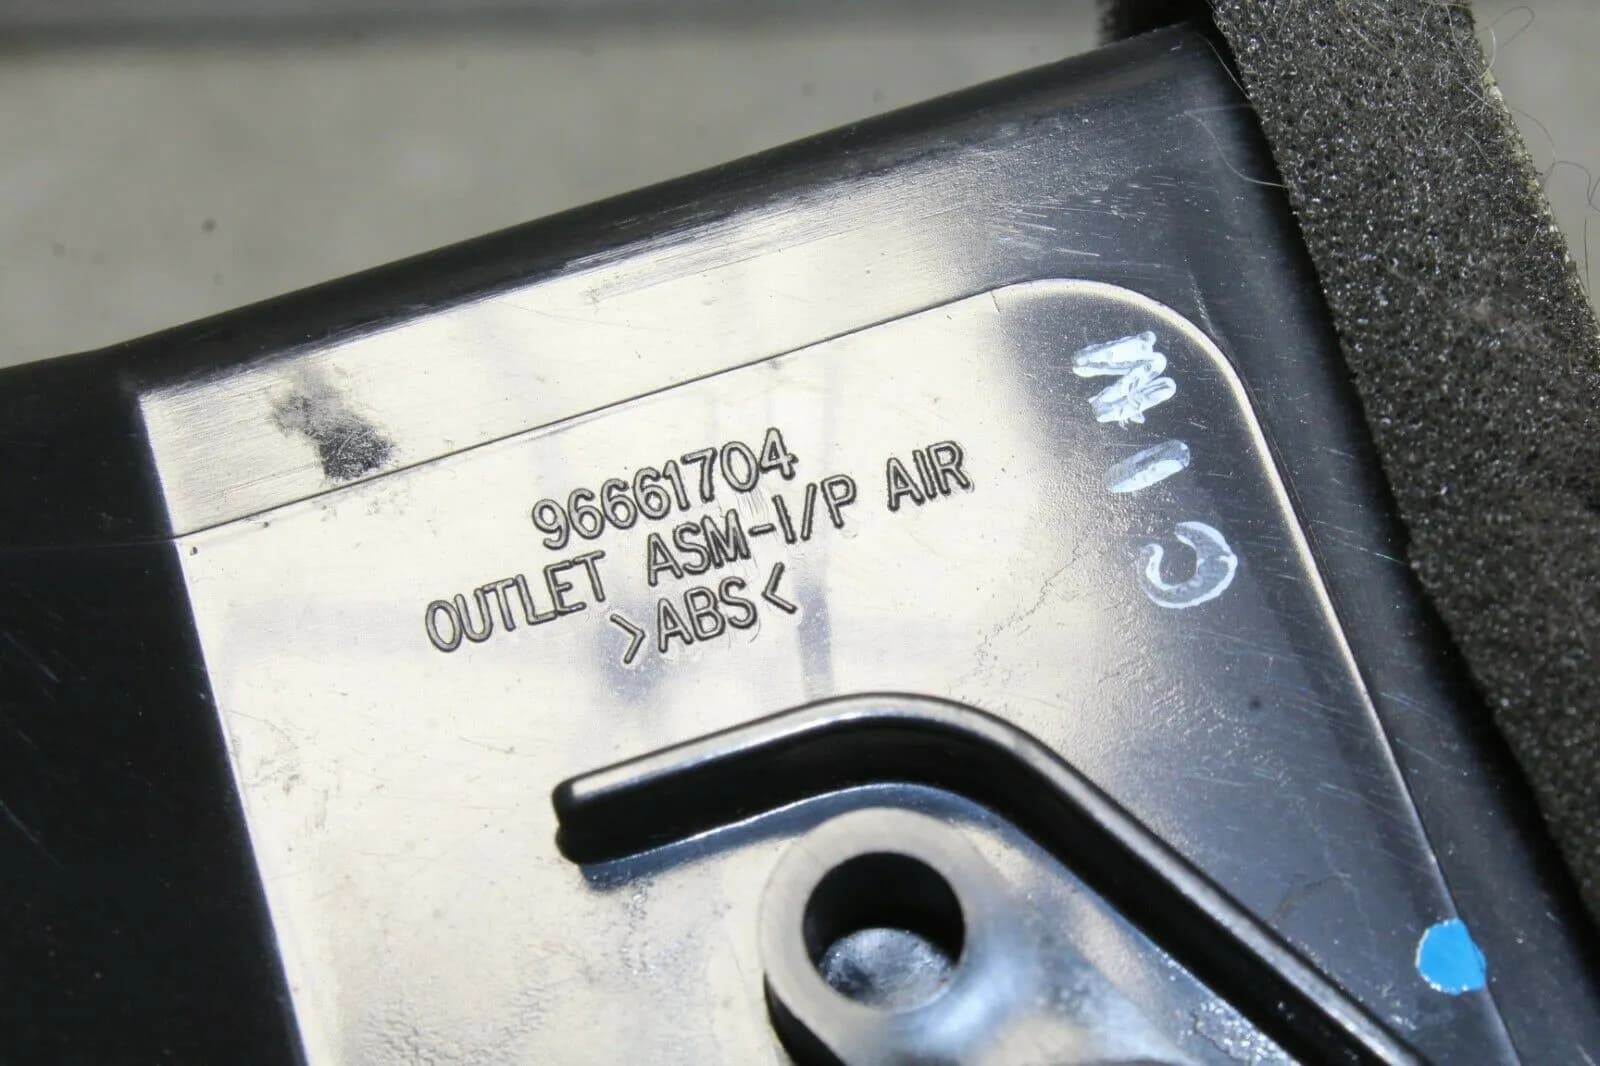 96661704
OUTLET ASM-I/P AIR
>ABS<